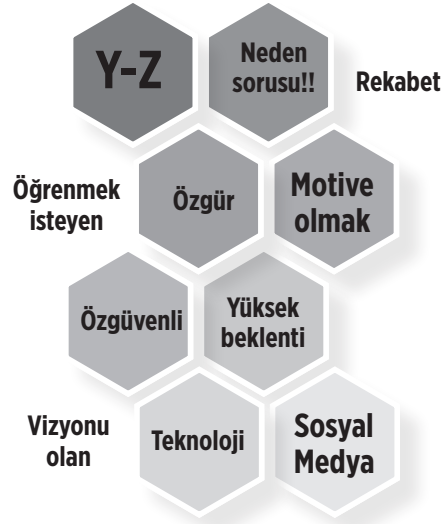 Y-Z
Neden
sorusu!!
Rekabet
Öğrenmek
isteyen
Özgür
Motive
olmak
Özgüvenli
Yüksek
beklenti
Vizyonu
olan
Teknoloji
Sosyal
Medya